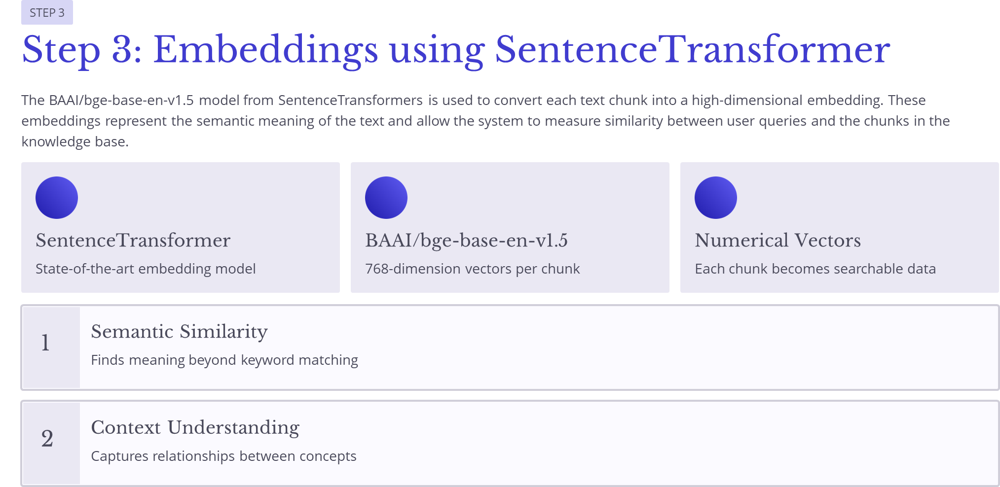 STEP 3
Step 3: Embeddings using SentenceTransformer
The BAAI/bge-base-en-v1.5 model from SentenceTransformers is used to convert each text chunk into a high-dimensional embedding. These
embeddings represent the semantic meaning of the text and allow the system to measure similarity between user queries and the chunks in the
knowledge base.
SentenceTransformer
State-of-the-art embedding model
BAAI/bge-base-en-v1.5
768-dimension vectors per chunk
Numerical Vectors
Each chunk becomes searchable data
1
Semantic Similarity
Finds meaning beyond keyword matching
2
Context Understanding
Captures relationships between concepts